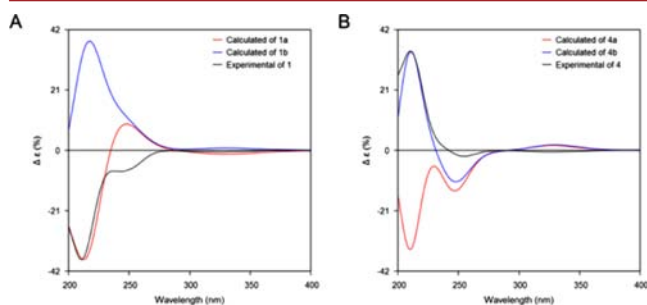 A
42
21
0
-21
-42
Δ ε (%)
200
250
300
350
400
Wavelength (nm)
Calculated of 1a
Calculated of 1b
Experimental of 1
B
42
21
0
-21
-42
Δ ε (%)
200
250
300
350
400
Wavelength (nm)
Calculated of 4a
Calculated of 4b
Experimental of 4